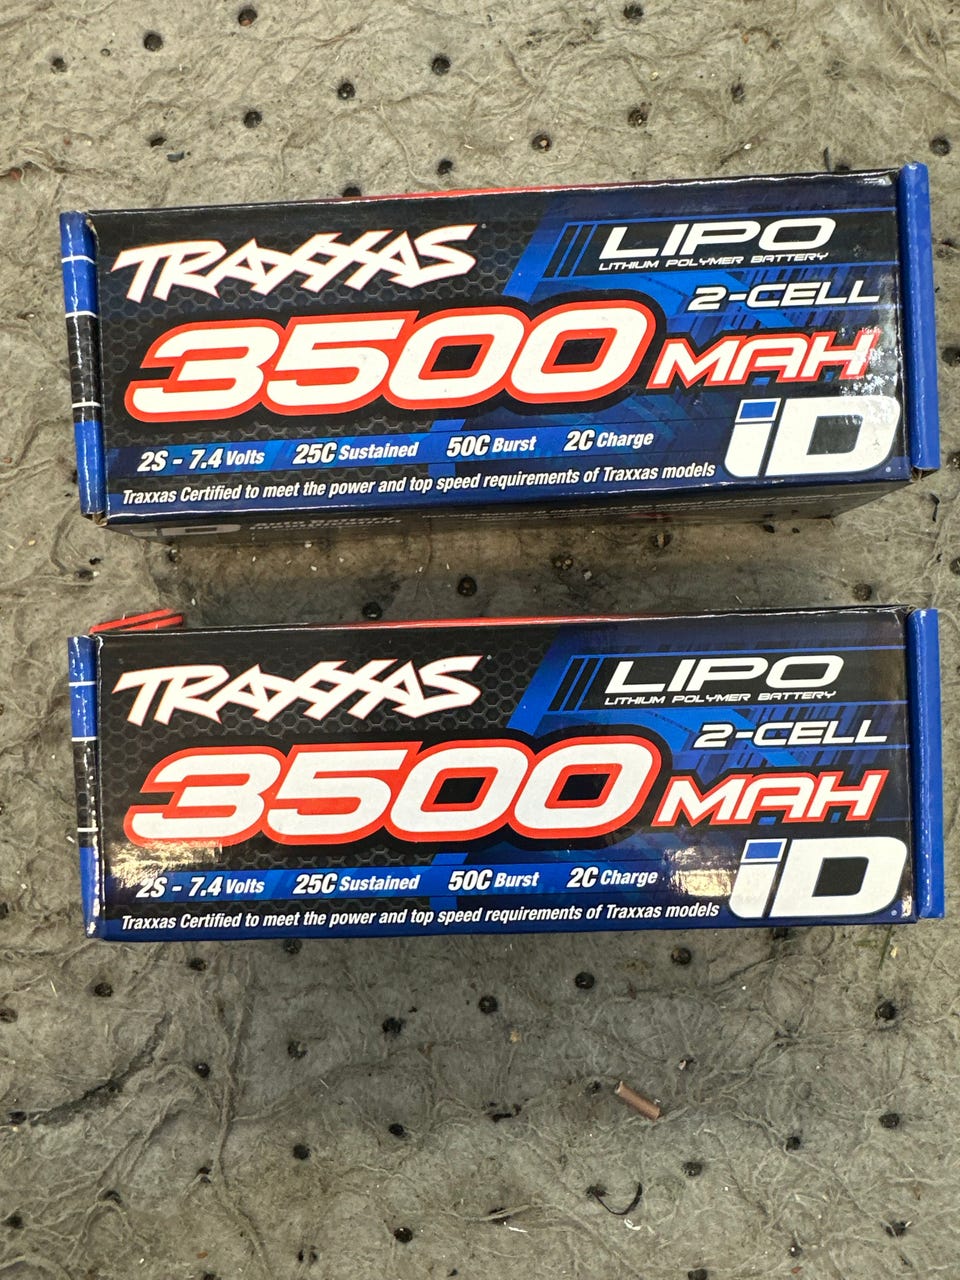 TRAXXAS
LIPO
LITHIUM POLYMER BATTERY
2-CELL
3500 MAH
iD
2S - 7.4 Volts 25C Sustained 50C Burst 2C Charge
Traxxas Certified to meet the power and top speed requirements of Traxxas models
iD Auto Battery
TRAXXAS
LIPO
LITHIUM POLYMER BATTERY
2-CELL
3500 MAH
iD
2S - 7.4 Volts 25C Sustained 50C Burst 2C Charge
Traxxas Certified to meet the power and top speed requirements of Traxxas models